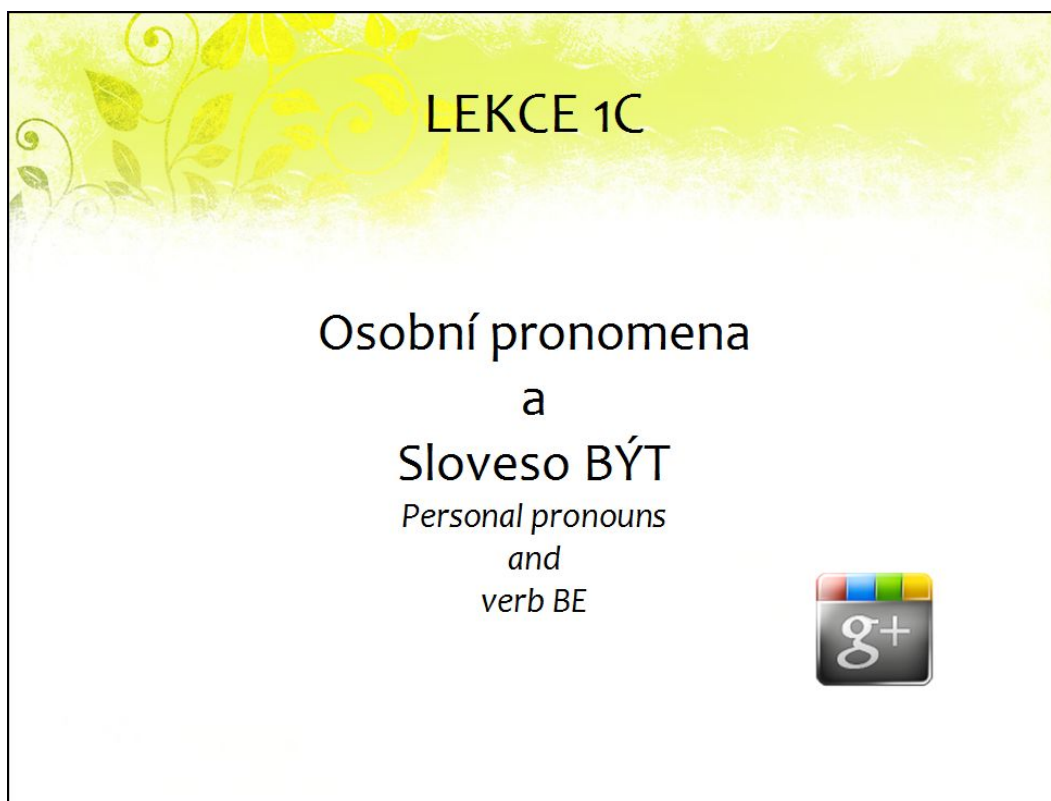 LEKCE 1C
Osobní pronomena
a
Sloveso BÝT
Personal pronouns
and
verb BE
g+